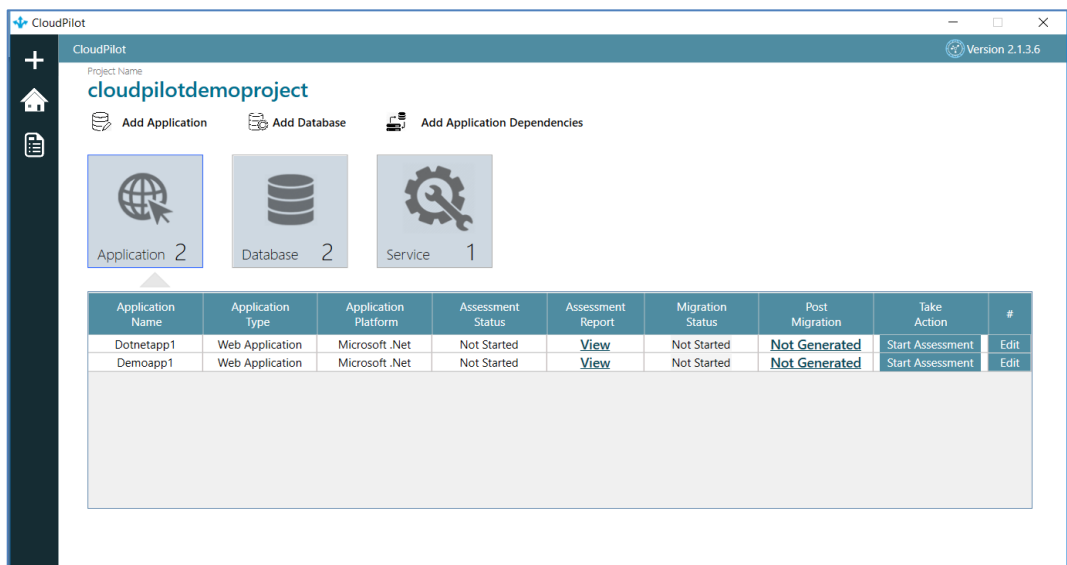 CloudPilot
CloudPilot
Version 2.1.3.6
Project Name
cloudpilotdemoproject
Add Application Add Database Add Application Dependencies
Application 2 Database 2 Service 1
Application Name Application Type Application Platform Assessment Status Assessment Report Migration Status Post Migration Take Action #
Dotnetapp1 Web Application Microsoft .Net Not Started View Not Started Not Generated Start Assessment Edit
Demoapp1 Web Application Microsoft .Net Not Started View Not Started Not Generated Start Assessment Edit